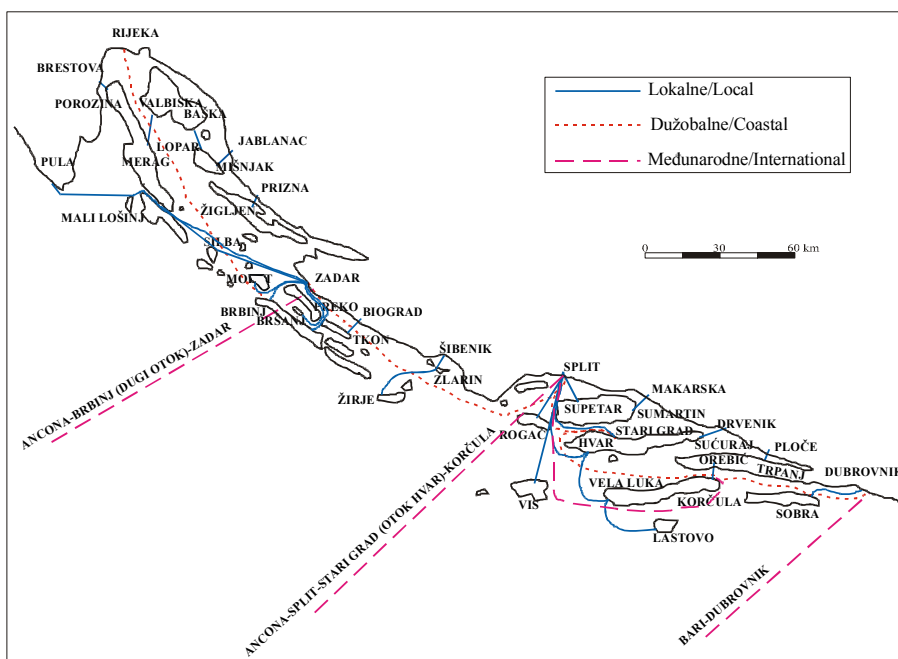 RIJEKA
BRESTOVA
POROZINA
VALBISKA
BAŠKA
LOPAR
JABLANAC
PULA
MERAG
MIŠNJAK
PRIZNA
MALI LOŠINJ
ŽIGLJEN
SILBA
ZADAR
BRBINJ
PREKO
BIOGRAD
BRŠANJ
TKON
ŠIBENIK
ZLARIN
ŽIRJE
SPLIT
MAKARSKA
SUPETAR
SUMARTIN
DRVENIK
ROGAČ
STARI GRAD
HVAR
SUĆURAJ
PLOČE
OREBIĆ
TRPANJ
DUBROVNIK
VELA LUKA
VIS
KORČULA
SOBRA
LASTOVO
Lokalne/Local
Dužobalne/Coastal
Međunarodne/International
0 30 60 km
ANCONA-BRBINJ (DUGI OTOK)-ZADAR
ANCONA-SPLIT-STARI GRAD (OTOK HVAR)-KORČULA
BARI-DUBROVNIK